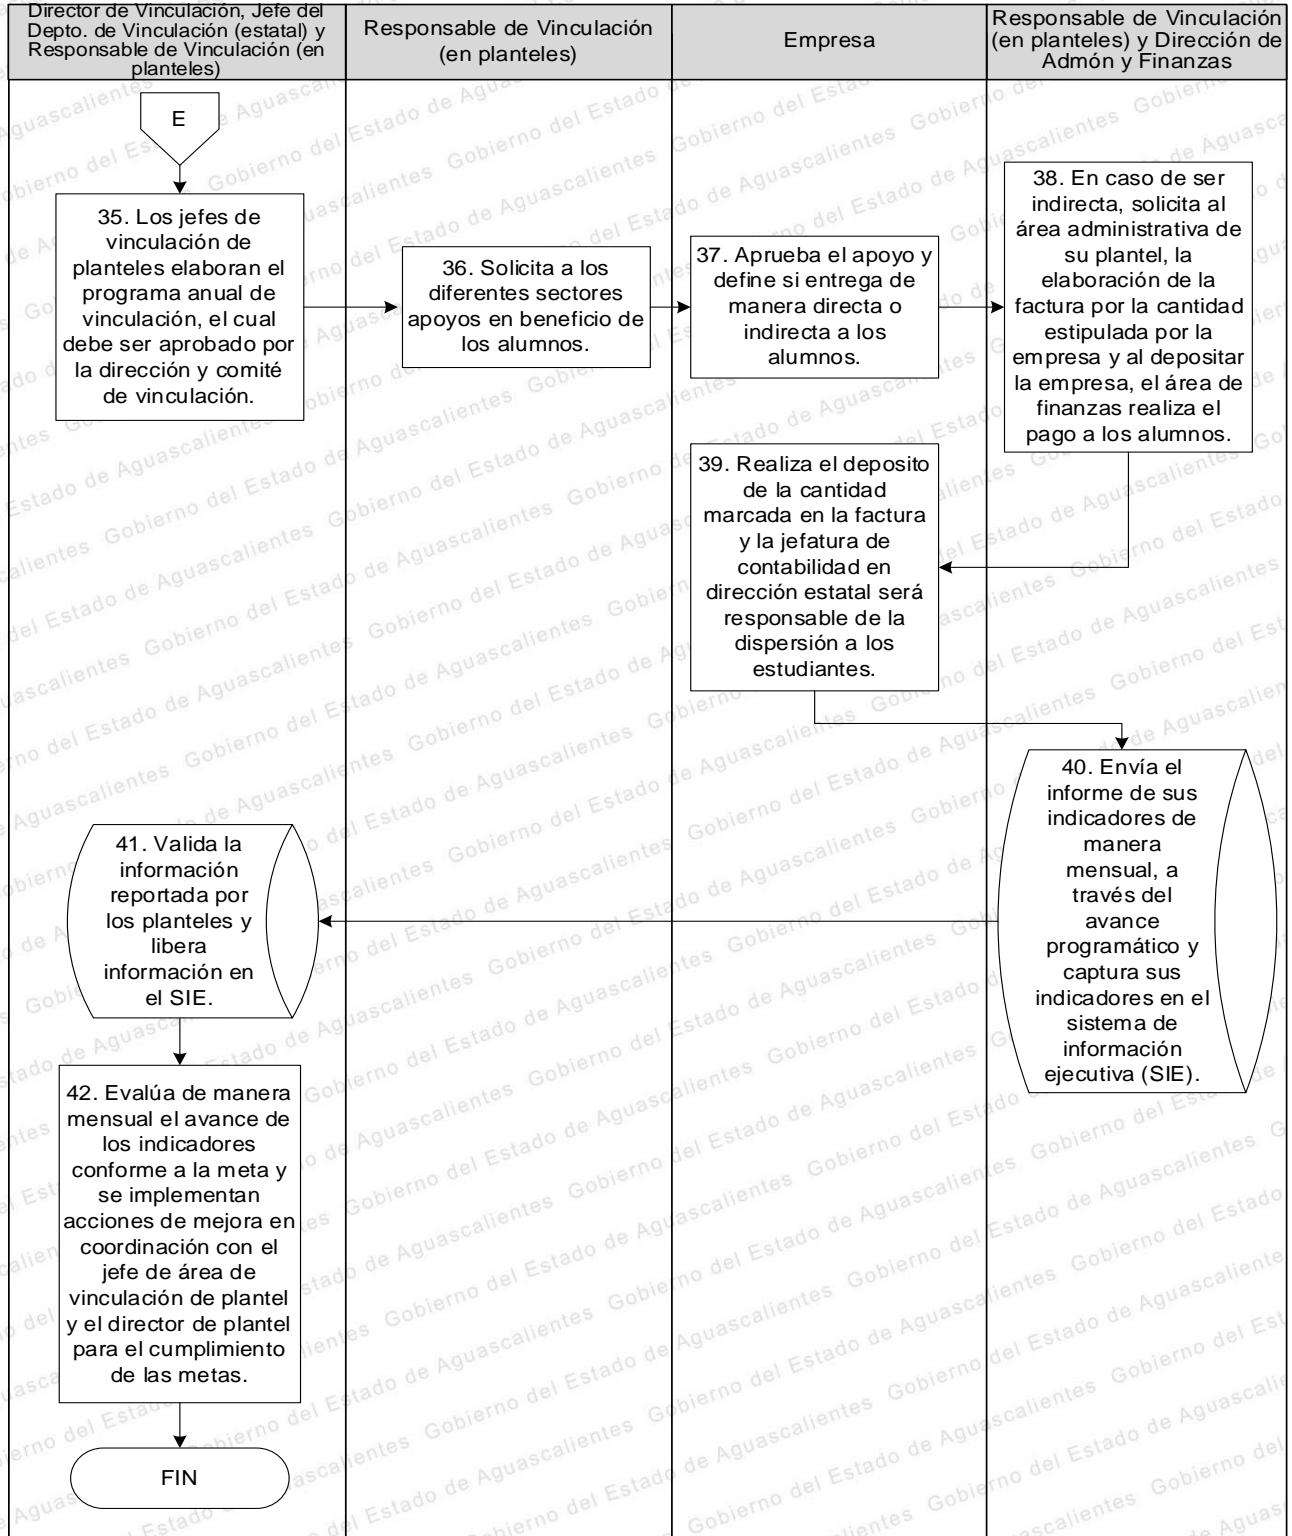 Director de Vinculación, Jefe del
Depto. de Vinculación (estatal) y
Responsable de Vinculación (en
planteles)
Responsable de Vinculación
(en planteles)
Empresa
Responsable de Vinculación
(en planteles) y Dirección de
Admón y Finanzas
E
35. Los jefes de
vinculación de
planteles elaboran el
programa anual de
vinculación, el cual
debe ser aprobado por
la dirección y comité
de vinculación.
36. Solicita a los
diferentes sectores
apoyos en beneficio de
los alumnos.
37. Aprueba el apoyo y
define si entrega de
manera directa o
indirecta a los
alumnos.
38. En caso de ser
indirecta, solicita al
área administrativa de
su plantel, la
elaboración de la
factura por la cantidad
estipulada por la
empresa y al depositar
la empresa, el área de
finanzas realiza el
pago a los alumnos.
39. Realiza el deposito
de la cantidad
marcada en la factura
y la jefatura de
contabilidad en
dirección estatal será
responsable de la
dispersión a los
estudiantes.
40. Envía el
informe de sus
indicadores de
manera
mensual, a
través del
avance
programático y
captura sus
indicadores en el
sistema de
información
ejecutiva (SIE).
41. Valida la
información
reportada por
los planteles y
libera
información en
el SIE.
42. Evalúa de manera
mensual el avance de
los indicadores
conforme a la meta y
se implementan
acciones de mejora en
coordinación con el
jefe de área de
vinculación de plantel
y el director de plantel
para el cumplimiento
de las metas.
FIN
Gobierno del Estado de Aguascalientes